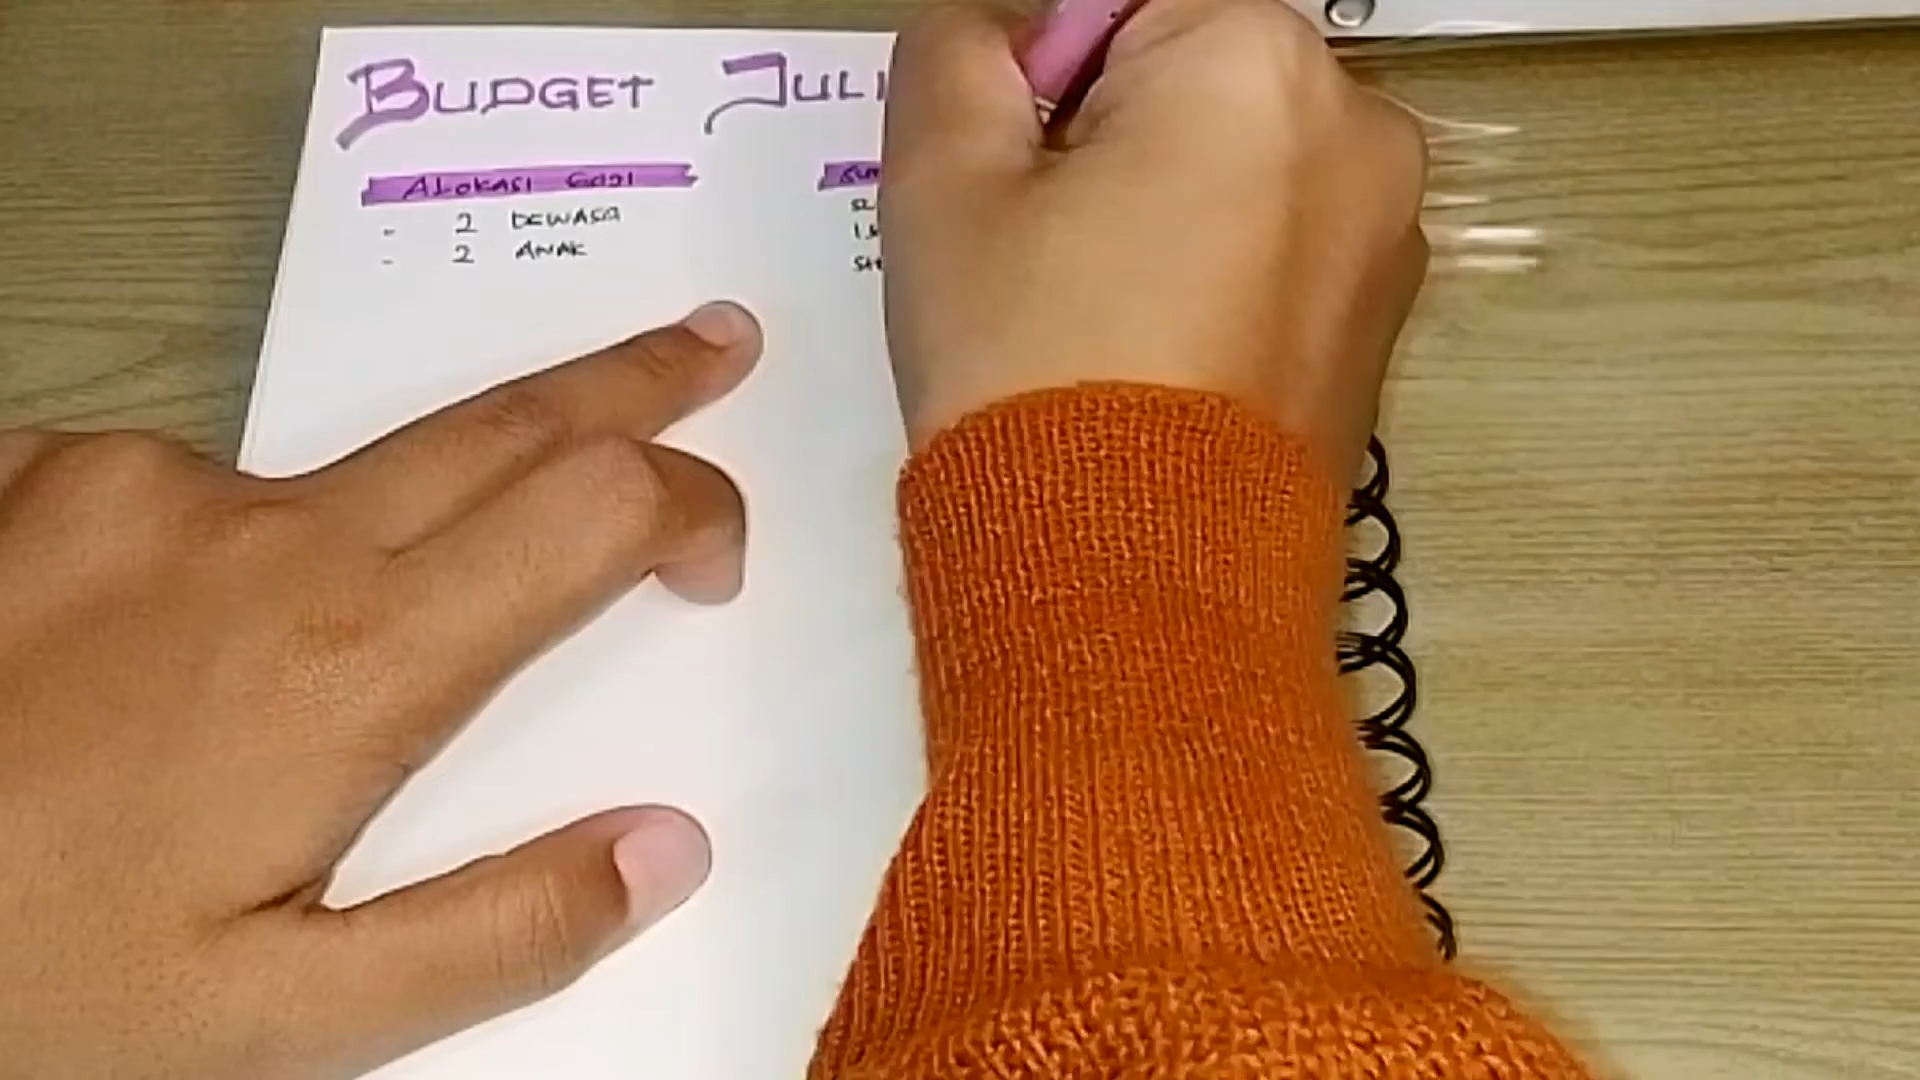 BUDGET JULI
ALOKASI GAJI
- 2 DEWASA
- 2 ANAK